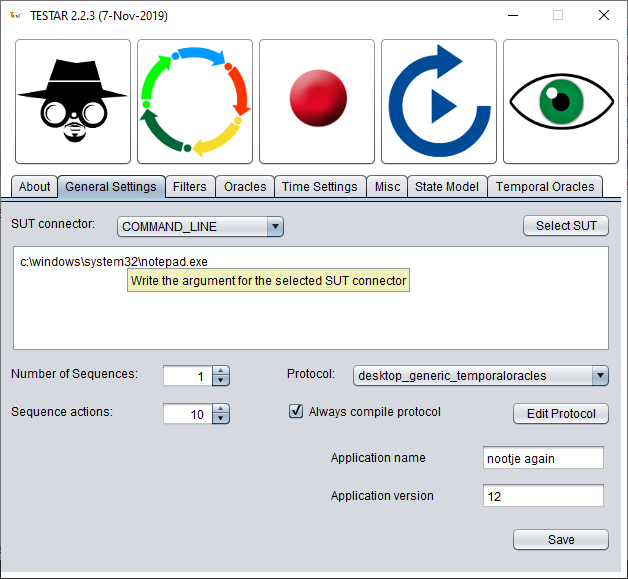 TESTAR 2.2.3 (7-Nov-2019)
About General Settings Filters Oracles Time Settings Misc State Model Temporal Oracles
SUT connector: COMMAND_LINE Select SUT
c:\windows\system32\notepad.exe
Write the argument for the selected SUT connector
Number of Sequences: 1 Protocol: desktop_generic_temporaloracles
Sequence actions: 10 Always compile protocol Edit Protocol
Application name nootje again
Application version 12
Save